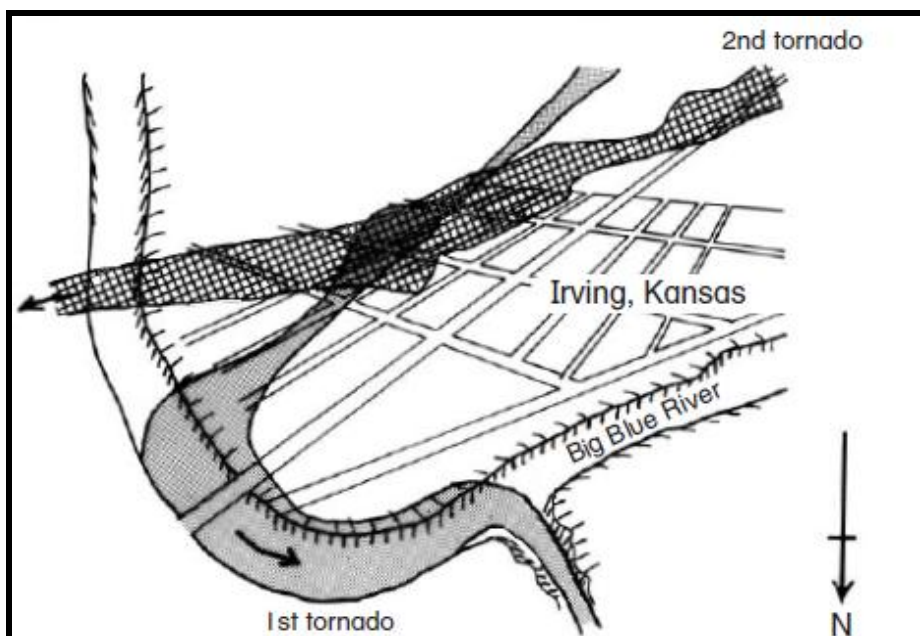 2nd tornado
Irving, Kansas
Big Blue River
1st tornado
N